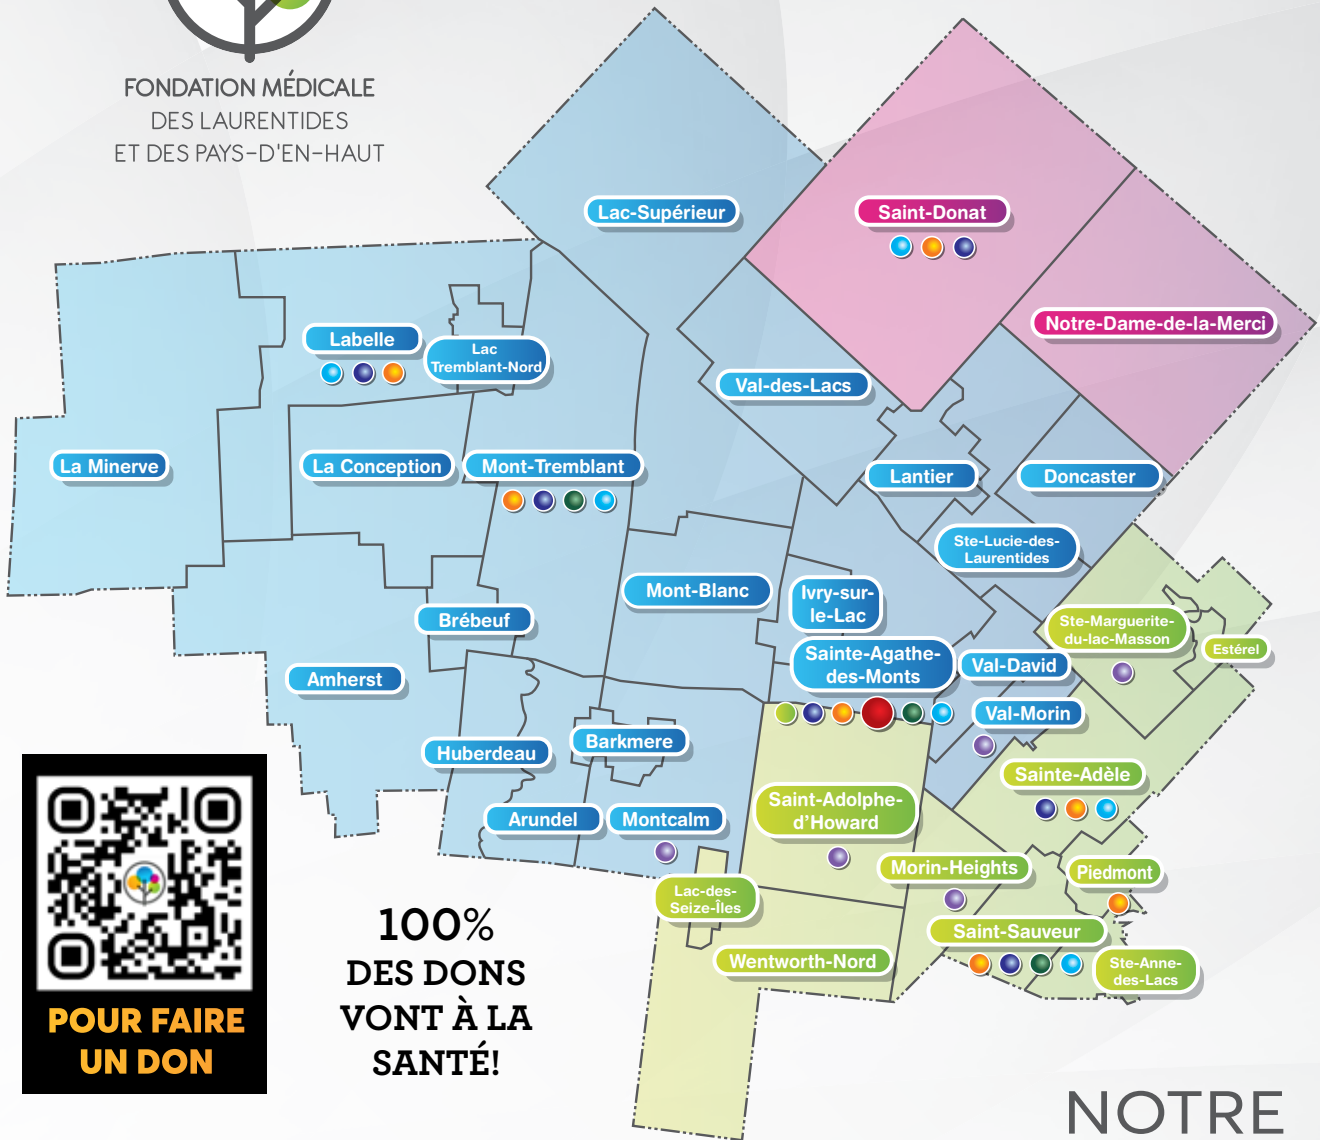 FONDATION MÉDICALE
DES LAURENTIDES
ET DES PAYS-D'EN-HAUT
Lac-Supérieur
Saint-Donat
Notre-Dame-de-la-Merci
Labelle
Lac
Tremblant-Nord
Val-des-Lacs
La Minerve
La Conception
Mont-Tremblant
Lantier
Doncaster
Ste-Lucie-des-
Laurentides
Mont-Blanc
Ivry-sur-
le-Lac
Brébeuf
Ste-Marguerite-
du-lac-Masson
Estérel
Sainte-Agathe-
des-Monts
Val-David
Amherst
Val-Morin
Huberdeau
Barkmere
Sainte-Adèle
Arundel
Montcalm
Saint-Adolphe-
d'Howard
Morin-Heights
Piedmont
Lac-des-
Seize-Îles
Saint-Sauveur
Wentworth-Nord
Ste-Anne-
des-Lacs
POUR FAIRE
UN DON
100%
DES DONS
VONT À LA
SANTÉ!
NOTRE